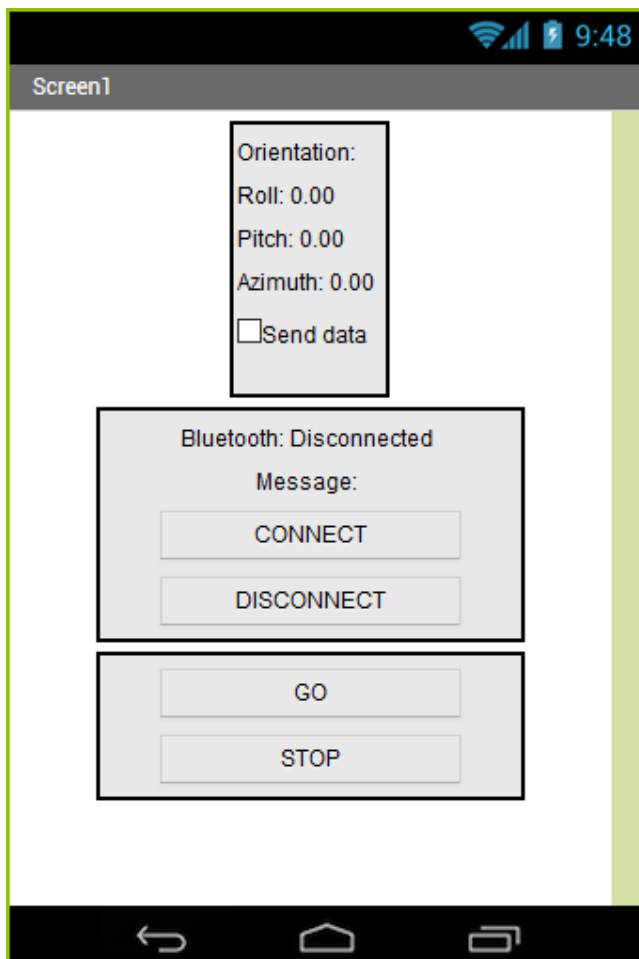 9:48
Screen1
Orientation:
Roll: 0.00
Pitch: 0.00
Azimuth: 0.00
Send data
Bluetooth: Disconnected
Message:
CONNECT
DISCONNECT
GO
STOP